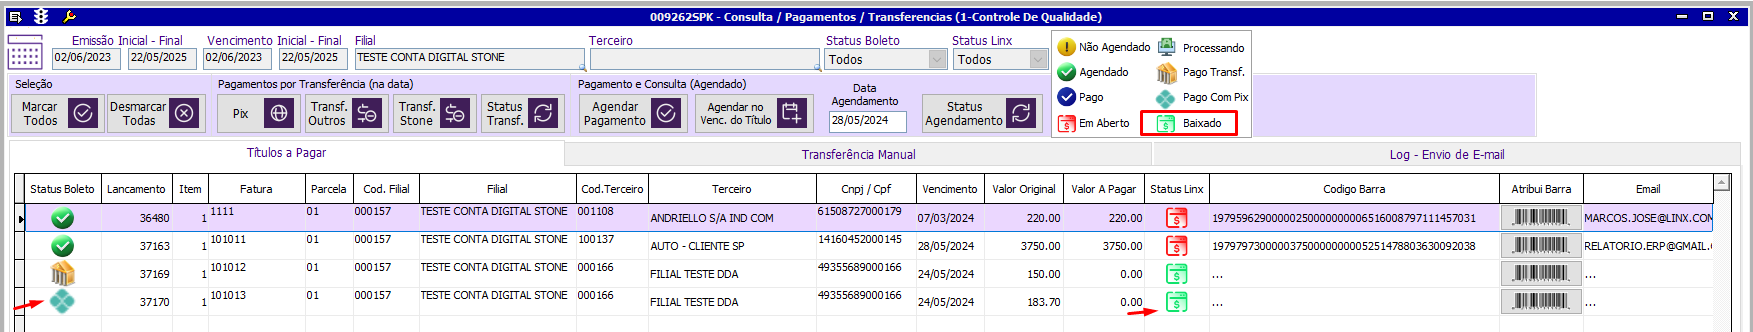 009262SPK - Consulta / Pagamentos / Transferencias (1-Controle De Qualidade)
Emissão Inicial - Final Vencimento Inicial - Final Filial Terceiro Status Boleto Status Linx
02/06/2023 22/05/2025 02/06/2023 22/05/2025 TESTE CONTA DIGITAL STONE Todos Todos
Não Agendado Processando
Agendado Pago Transf.
Pago Pago Com Pix
Em Aberto Baixado
Seleção Pagamentos por Transferência (na data) Pagamento e Consulta (Agendado)
Marcar Todos Desmarcar Todas Pix Transf. Outros Transf. Stone Status Transf. Agendar Pagamento Agendar no Venc. do Título Data Agendamento 28/05/2024 Status Agendamento
Títulos a Pagar Transferência Manual Log - Envio de E-mail
Status Boleto Lancamento Item Fatura Parcela Cod. Filial Filial Cod.Terceiro Terceiro Cnpj / Cpf Vencimento Valor Original Valor A Pagar Status Linx Codigo Barra Atribui Barra Email
36480 1 1111 01 000157 TESTE CONTA DIGITAL STONE 001108 ANDRIELLO S/A IND COM 61508727000179 07/03/2024 220.00 220.00 MARCOS.JOSE@LINX.COM
37163 1 101011 01 000157 TESTE CONTA DIGITAL STONE 100137 AUTO - CLIENTE SP 14160452000145 28/05/2024 3750.00 3750.00 RELATORIO.ERP@GMAIL.
37169 1 101012 01 000157 TESTE CONTA DIGITAL STONE 000166 FILIAL TESTE DDA 49355689000166 24/05/2024 150.00 0.00 ... ...
37170 1 101013 01 000157 TESTE CONTA DIGITAL STONE 000166 FILIAL TESTE DDA 49355689000166 24/05/2024 183.70 0.00 ... ...